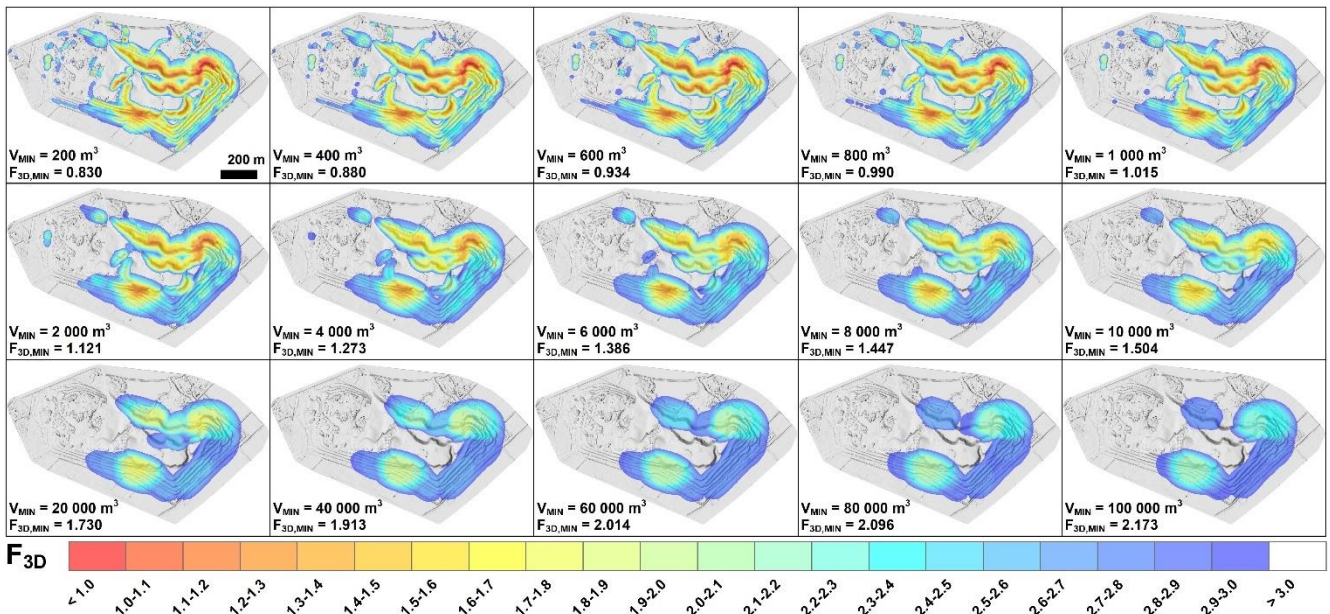 V_MIN = 200 m³
F_3D,MIN = 0.830
200 m
V_MIN = 400 m³
F_3D,MIN = 0.880
V_MIN = 600 m³
F_3D,MIN = 0.934
V_MIN = 800 m³
F_3D,MIN = 0.990
V_MIN = 1 000 m³
F_3D,MIN = 1.015
V_MIN = 2 000 m³
F_3D,MIN = 1.121
V_MIN = 4 000 m³
F_3D,MIN = 1.273
V_MIN = 6 000 m³
F_3D,MIN = 1.386
V_MIN = 8 000 m³
F_3D,MIN = 1.447
V_MIN = 10 000 m³
F_3D,MIN = 1.504
V_MIN = 20 000 m³
F_3D,MIN = 1.730
V_MIN = 40 000 m³
F_3D,MIN = 1.913
V_MIN = 60 000 m³
F_3D,MIN = 2.014
V_MIN = 80 000 m³
F_3D,MIN = 2.096
V_MIN = 100 000 m³
F_3D,MIN = 2.173
F_3D
< 1.0
1.0-1.1
1.1-1.2
1.2-1.3
1.3-1.4
1.4-1.5
1.5-1.6
1.6-1.7
1.7-1.8
1.8-1.9
1.9-2.0
2.0-2.1
2.1-2.2
2.2-2.3
2.3-2.4
2.4-2.5
2.5-2.6
2.6-2.7
2.7-2.8
2.8-2.9
2.9-3.0
> 3.0